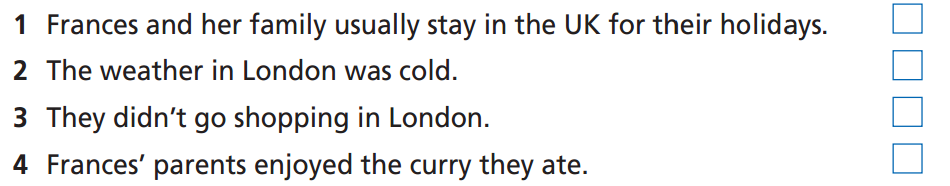 1 Frances and her family usually stay in the UK for their holidays.
2 The weather in London was cold.
3 They didn’t go shopping in London.
4 Frances’ parents enjoyed the curry they ate.